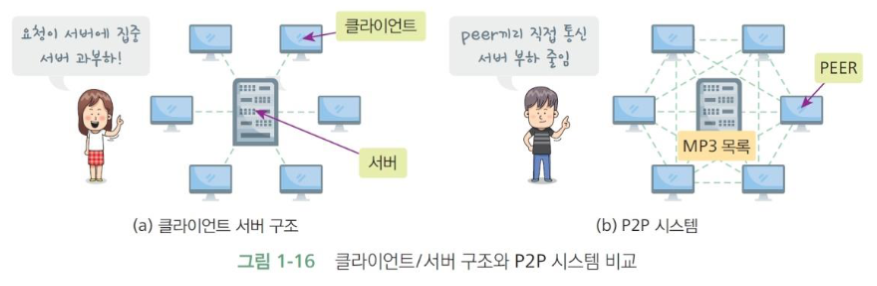 요청이 서버에 집중
서버 과부하!
클라이언트
서버
(a) 클라이언트 서버 구조
peer끼리 직접 통신
서버 부하 줄임
PEER
MP3 목록
(b) P2P 시스템
그림 1-16 클라이언트/서버 구조와 P2P 시스템 비교